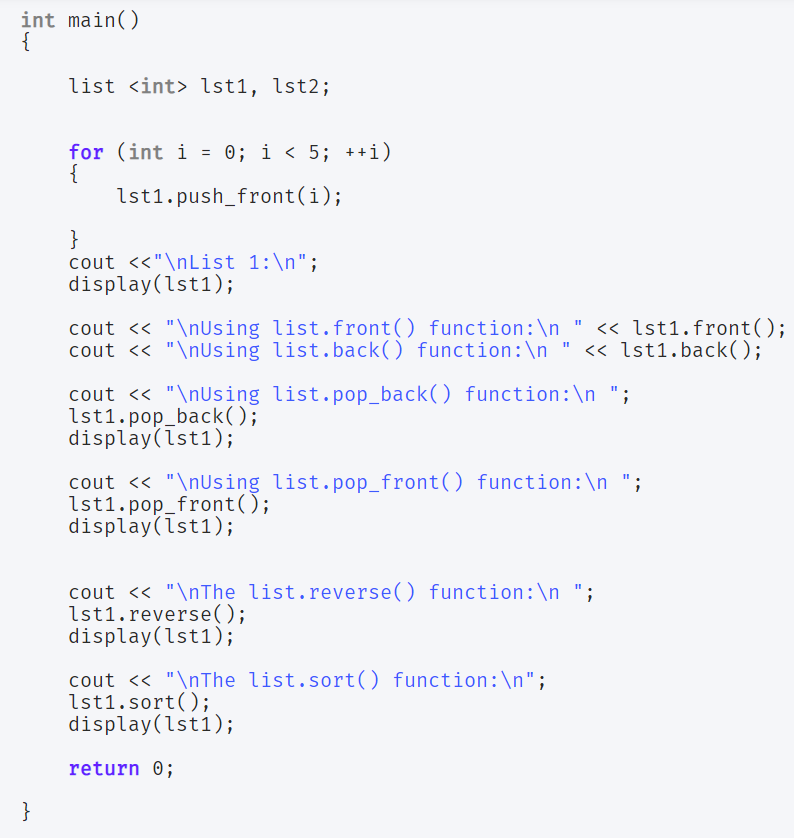 int main()
{
    list <int> lst1, lst2;
    for (int i = 0; i < 5; ++i)
    {
        lst1.push_front(i);
    }
    cout <<"\nList 1:\n";
    display(lst1);
    cout << "\nUsing list.front() function:\n " << lst1.front();
    cout << "\nUsing list.back() function:\n " << lst1.back();
    cout << "\nUsing list.pop_back() function:\n ";
    lst1.pop_back();
    display(lst1);
    cout << "\nUsing list.pop_front() function:\n ";
    lst1.pop_front();
    display(lst1);
    cout << "\nThe list.reverse() function:\n ";
    lst1.reverse();
    display(lst1);
    cout << "\nThe list.sort() function:\n";
    lst1.sort();
    display(lst1);
    return 0;
}